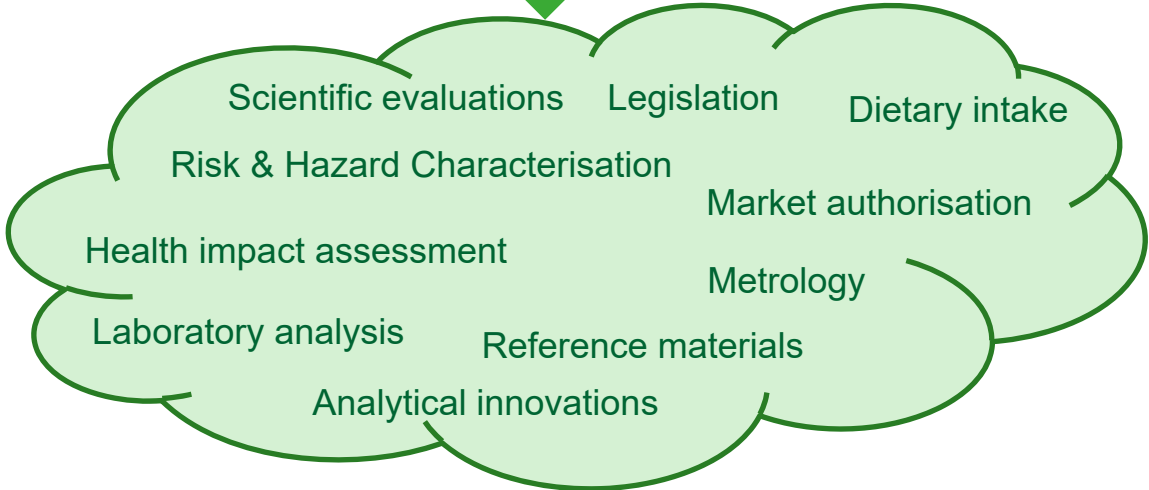 Scientific evaluations
Legislation
Dietary intake
Risk & Hazard Characterisation
Market authorisation
Health impact assessment
Metrology
Laboratory analysis
Reference materials
Analytical innovations